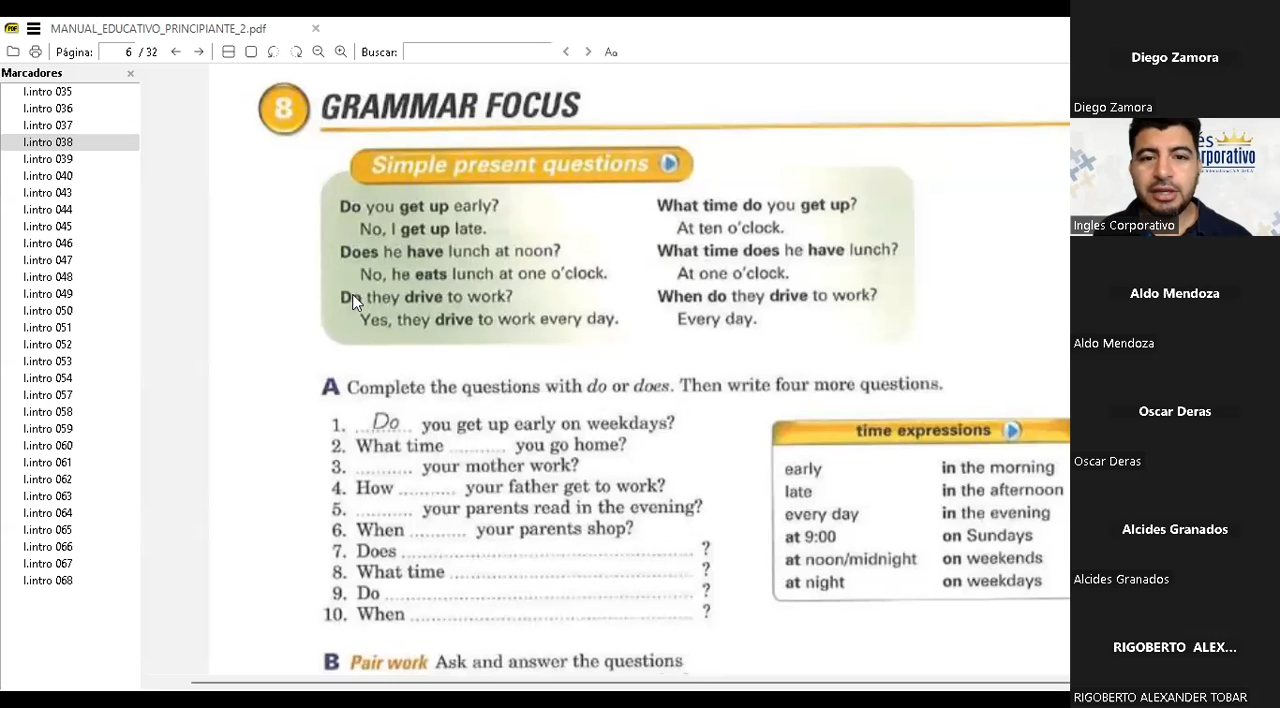 MANUAL_EDUCATIVO_PRINCIPIANTE_2.pdf
Página: 6 / 32 Buscar: Aa
Marcadores
I.intro 035
I.intro 036
I.intro 037
I.intro 038
I.intro 039
I.intro 040
I.intro 043
I.intro 044
I.intro 045
I.intro 046
I.intro 047
I.intro 048
I.intro 049
I.intro 050
I.intro 051
I.intro 052
I.intro 053
I.intro 054
I.intro 057
I.intro 058
I.intro 059
I.intro 060
I.intro 061
I.intro 062
I.intro 063
I.intro 064
I.intro 065
I.intro 066
I.intro 067
I.intro 068
8 GRAMMAR FOCUS
Simple present questions
Do you get up early?
No, I get up late.
Does he have lunch at noon?
No, he eats lunch at one o'clock.
Do they drive to work?
Yes, they drive to work every day.
What time do you get up?
At ten o'clock.
What time does he have lunch?
At one o'clock.
When do they drive to work?
Every day.
A Complete the questions with do or does. Then write four more questions.
1. Do you get up early on weekdays?
2. What time .......... you go home?
3. .......... your mother work?
4. How .......... your father get to work?
5. .......... your parents read in the evening?
6. When .......... your parents shop?
7. Does .......... ?
8. What time .......... ?
9. Do .......... ?
10. When .......... ?
time expressions
early in the morning
late in the afternoon
every day in the evening
at 9:00 on Sundays
at noon/midnight on weekends
at night on weekdays
B Pair work Ask and answer the questions
Diego Zamora
Diego Zamora
Ingles Corporativo
Aldo Mendoza
Aldo Mendoza
Oscar Deras
Oscar Deras
Alcides Granados
Alcides Granados
RIGOBERTO ALEX...
RIGOBERTO ALEXANDER TOBAR